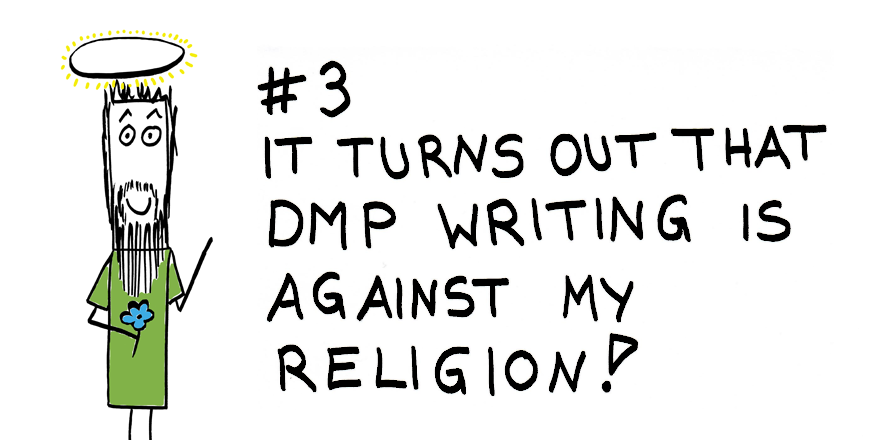 #3
IT TURNS OUT THAT
DMP WRITING IS
AGAINST MY
RELIGION!